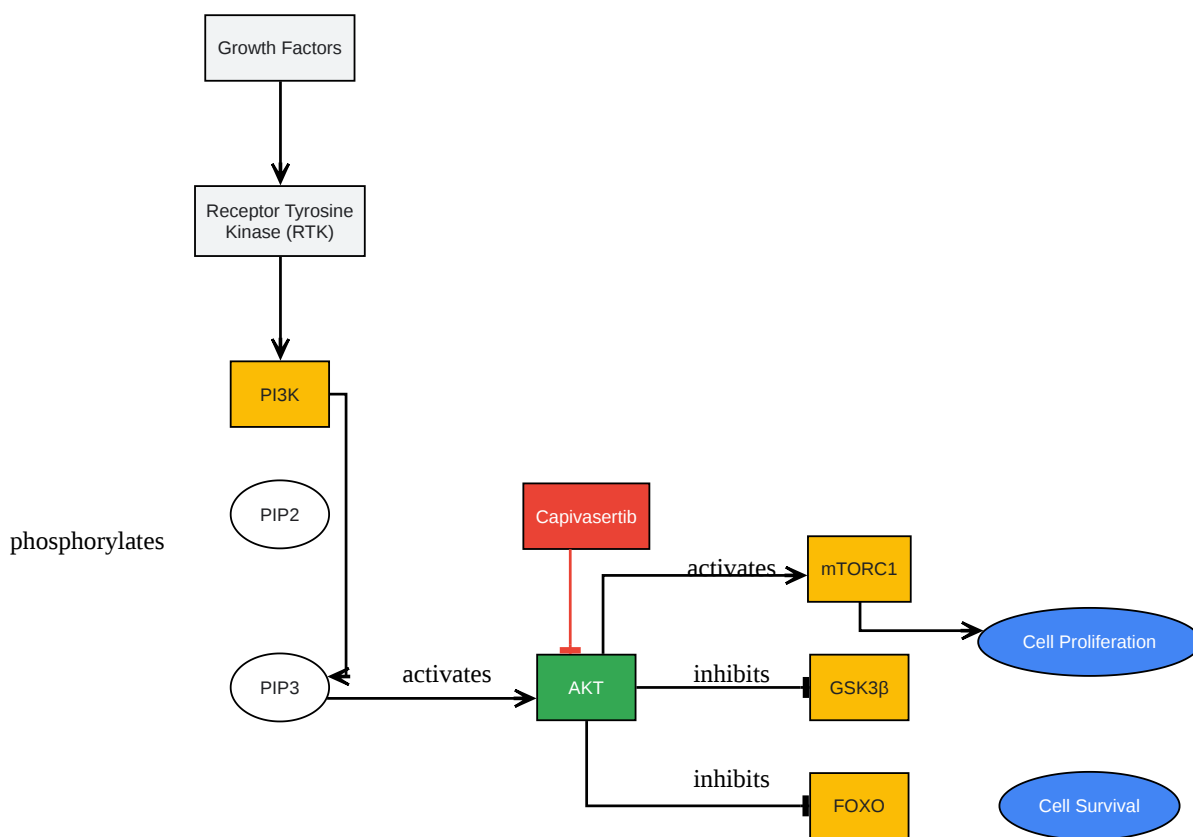 Growth Factors
Receptor Tyrosine
Kinase (RTK)
PI3K
PIP2
Capivasertib
phosphorylates
activates
mTORC1
Cell Proliferation
PIP3
activates
AKT
inhibits
GSK3β
inhibits
FOXO
Cell Survival